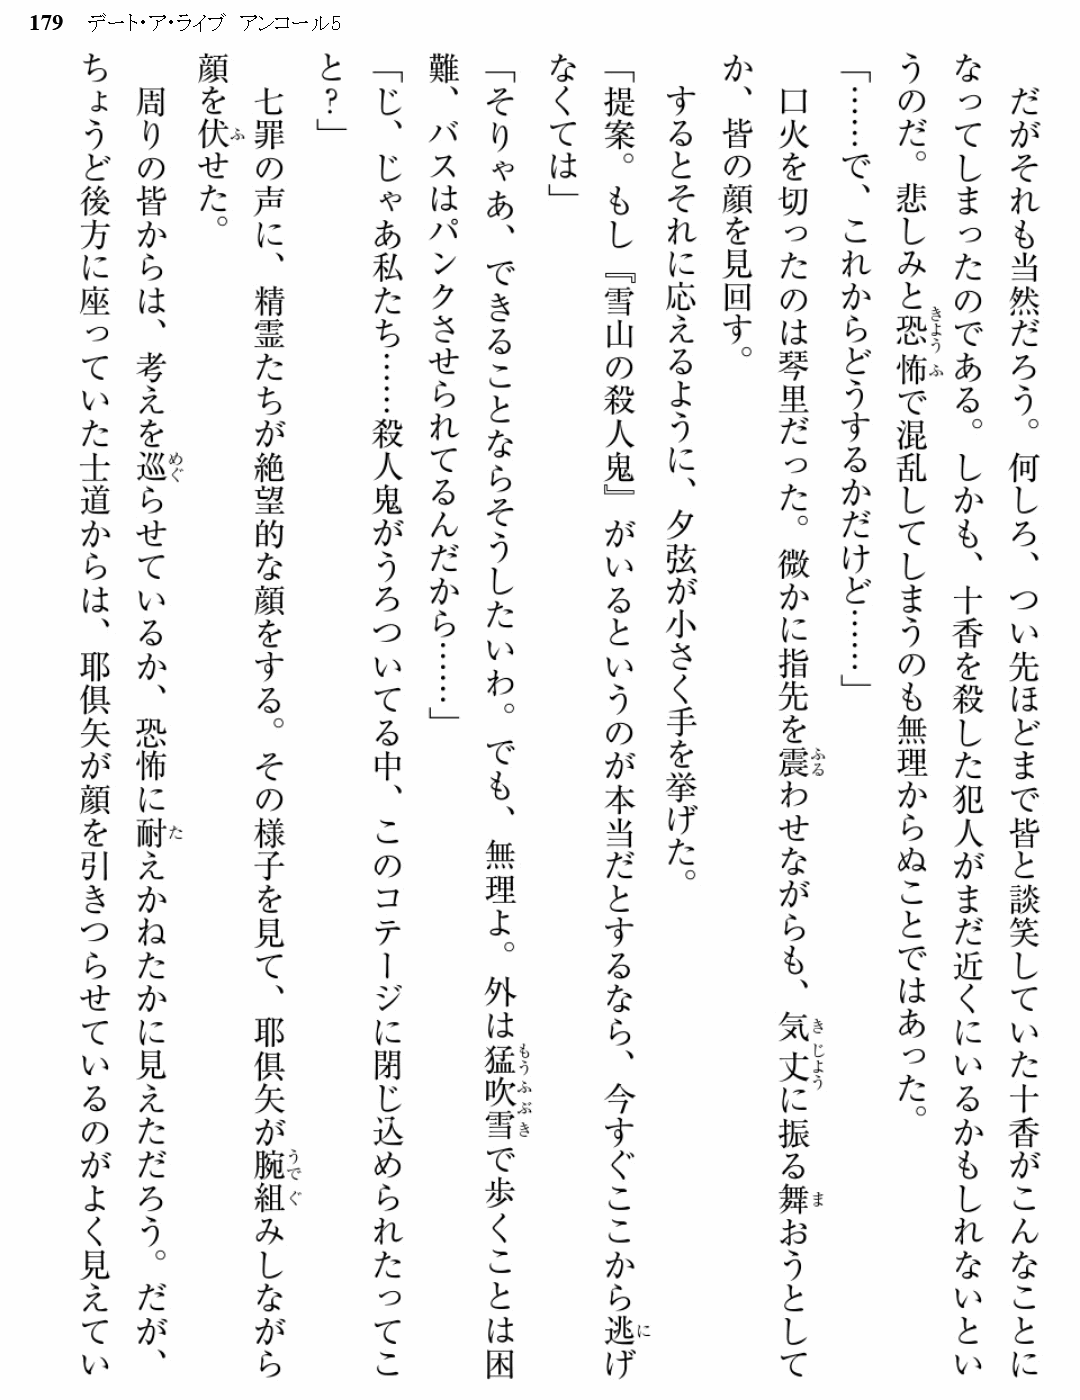 179 デート・ア・ライブ アンコール5
だがそれも当然だろう。何しろ、つい先ほどまで皆と談笑していた十香がこんなことに
なってしまったのである。しかも、十香を殺した犯人がまだ近くにいるかもしれないとい
うのだ。悲しみと恐怖で混乱してしまうのも無理からぬことではあった。
「……で、これからどうするかだけど……」
口火を切ったのは琴里だった。微かに指先を震わせながらも、気丈に振る舞おうとして
か、皆の顔を見回す。
するとそれに応えるように、夕弦が小さく手を挙げた。
「提案。もし『雪山の殺人鬼』がいるというのが本当だとするなら、今すぐここから逃げ
なくては」
「そりゃあ、できることならそうしたいわ。でも、無理よ。外は猛吹雪で歩くことは困
難、バスはパンクさせられてるんだから……」
「じ、じゃあ私たち……殺人鬼がうろついてる中、このコテージに閉じ込められたってこ
と?」
七罪の声に、精霊たちが絶望的な顔をする。その様子を見て、耶倶矢が腕組みしながら
顔を伏せた。
周りの皆からは、考えを巡らせているか、恐怖に耐えかねたかに見えただろう。だが、
ちょうど後方に座っていた士道からは、耶倶矢が顔を引きつらせているのがよく見えてい